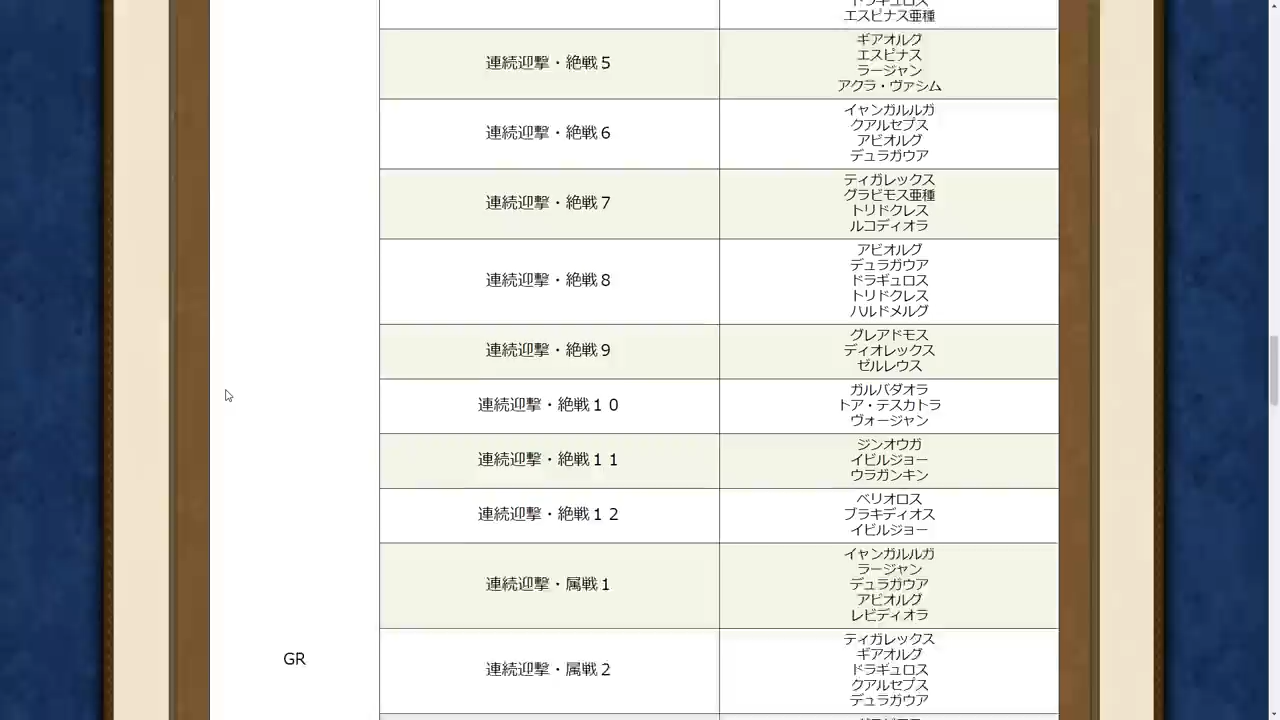 エスピナス亜種
連続迎撃・絶戦５
ギアオルグ
エスピナス
ラージャン
アクラ・ヴァシム
連続迎撃・絶戦６
イャンガルルガ
クアルセプス
アビオルグ
デュラガウア
連続迎撃・絶戦７
ティガレックス
グラビモス亜種
トリドクレス
ルコディオラ
連続迎撃・絶戦８
アビオルグ
デュラガウア
ドラギュロス
トリドクレス
ハルドメルグ
連続迎撃・絶戦９
グレアドモス
ディオレックス
ゼルレウス
連続迎撃・絶戦１０
ガルバダオラ
トア・テスカトラ
ヴォージャン
連続迎撃・絶戦１１
ジンオウガ
イビルジョー
ウラガンキン
連続迎撃・絶戦１２
ベリオロス
ブラキディオス
イビルジョー
連続迎撃・属戦１
イャンガルルガ
ラージャン
デュラガウア
アビオルグ
レビディオラ
GR
連続迎撃・属戦２
ティガレックス
ギアオルグ
ドラギュロス
クアルセプス
デュラガウア